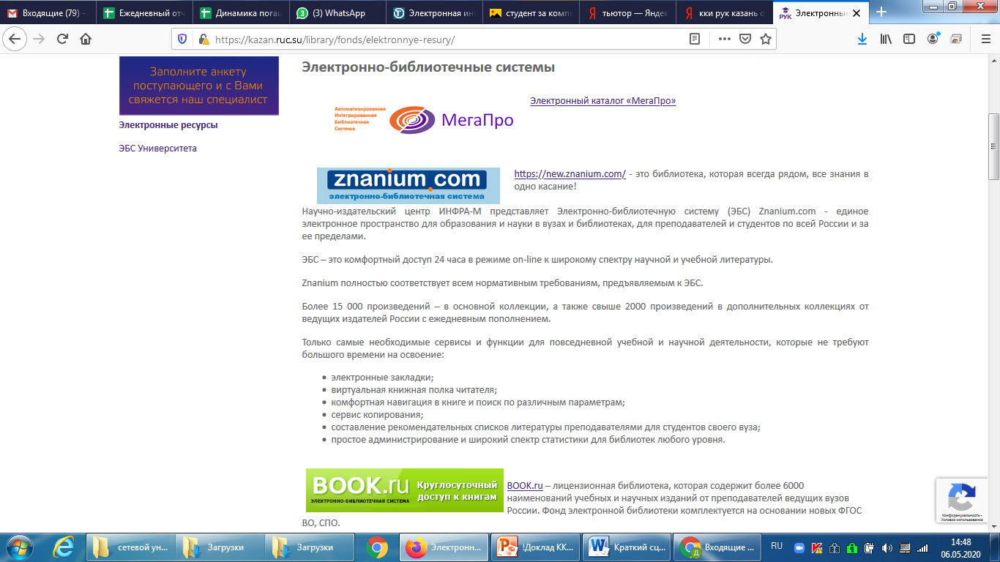 Входящие (79) -
Ежедневный отч
Динамика погаш
(3) WhatsApp
Электронная ин
студент за комп
тьютор — Яндек
кки рук казань о
РУК
Электронные
https://kazan.ruc.su/library/fonds/elektronnye-resury/
Заполните анкету
поступающего и с Вами
свяжется наш специалист
Электронные ресурсы
ЭБС Университета
Электронно-библиотечные системы
Автоматизированная
Интегрированная
Библиотечная
Система
МегаПро
Электронный каталог «МегаПро»
znanium.com
электронно-библиотечная система
https://new.znanium.com/ - это библиотека, которая всегда рядом, все знания в
одно касание!
Научно-издательский центр ИНФРА-М представляет Электронно-библиотечную систему (ЭБС) Znanium.com - единое
электронное пространство для образования и науки в вузах и библиотеках, для преподавателей и студентов по всей России и за
ее пределами.
ЭБС – это комфортный доступ 24 часа в режиме on-line к широкому спектру научной и учебной литературы.
Znanium полностью соответствует всем нормативным требованиям, предъявляемым к ЭБС.
Более 15 000 произведений – в основной коллекции, а также свыше 2000 произведений в дополнительных коллекциях от
ведущих издателей России с ежедневным пополнением.
Только самые необходимые сервисы и функции для повседневной учебной и научной деятельности, которые не требуют
большого времени на освоение:
• электронные закладки;
• виртуальная книжная полка читателя;
• комфортная навигация в книге и поиск по различным параметрам;
• сервис копирования;
• составление рекомендательных списков литературы преподавателями для студентов своего вуза;
• простое администрирование и широкий спектр статистики для библиотек любого уровня.
BOOK.ru
ЭЛЕКТРОННО-БИБЛИОТЕЧНАЯ СИСТЕМА
Круглосуточный
доступ к книгам
BOOK.ru – лицензионная библиотека, которая содержит более 6000
наименований учебных и научных изданий от преподавателей ведущих вузов
России. Фонд электронной библиотеки комплектуется на основании новых ФГОС
ВО, СПО.
Конфиденциальность -
Условия использования
сетевой ун...
Загрузки
Загрузки
Электронн...
!Доклад КК...
Краткий сц...
Входящие ...
RU
14:48
06.05.2020